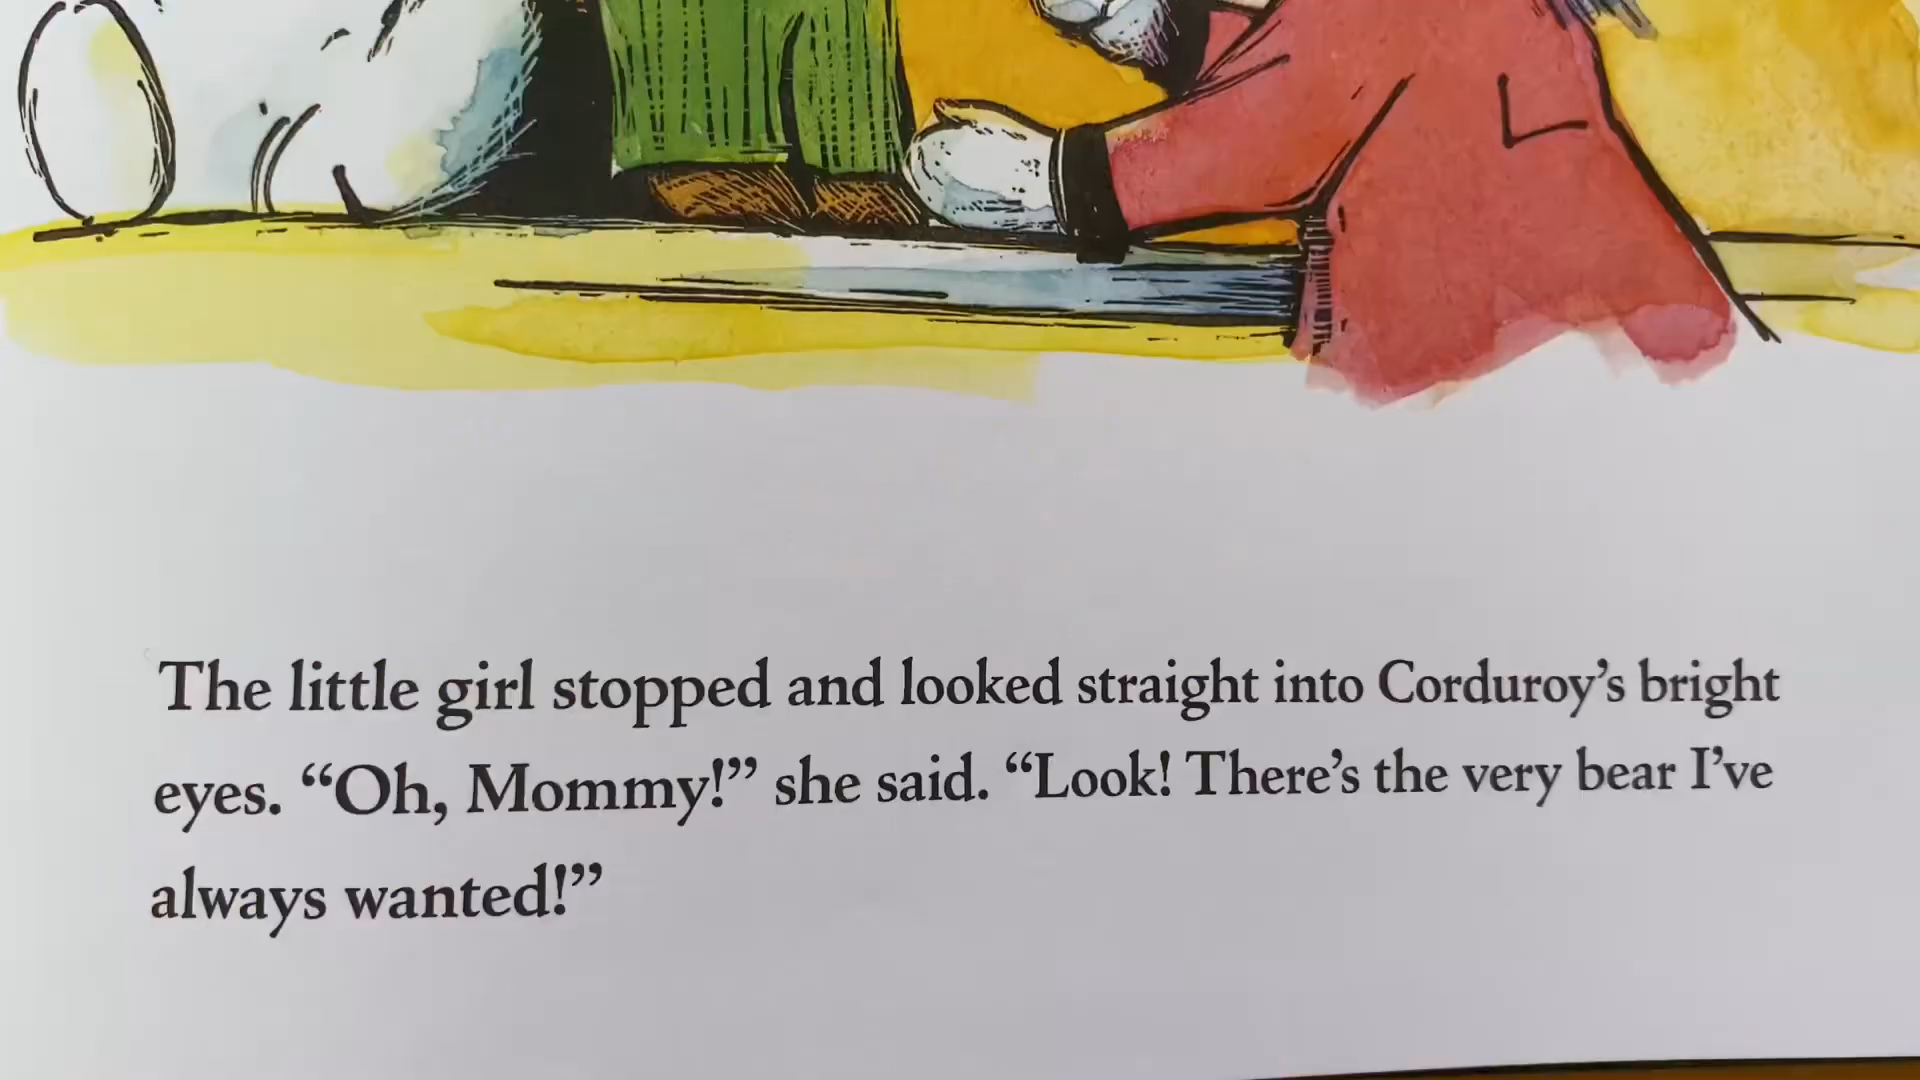 The little girl stopped and looked straight into Corduroy’s bright
eyes. “Oh, Mommy!” she said. “Look! There’s the very bear I’ve
always wanted!”